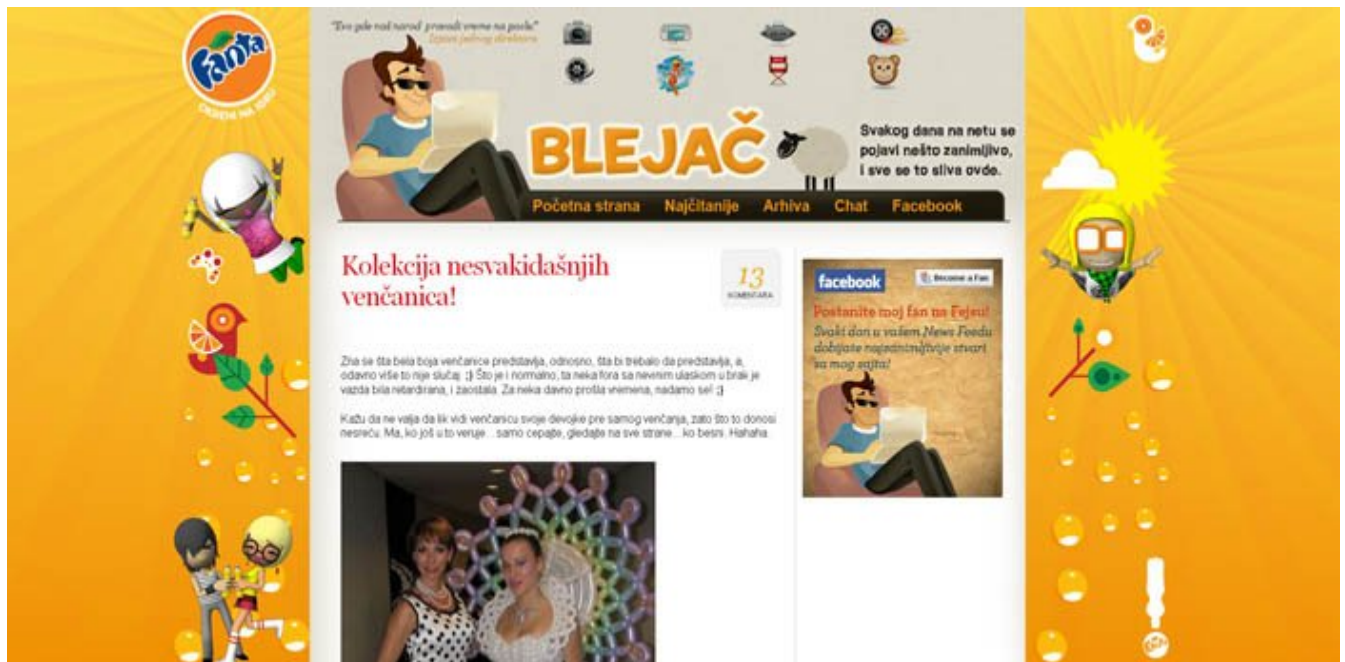 Fanta
"Evo gde naš narod provodi vreme na poslu."
Izjava jednog direktora
BLEJAČ
Svakog dana na netu se
pojavi nešto zanimljivo,
i sve se to sliva ovde.
Početna strana Najčitanije Arhiva Chat Facebook
Kolekcija nesvakidašnjih
venčanica!
13
KOMENTARA
Zna se šta bela boja venčanice predstavlja, odnosno, šta bi trebalo da predstavlja, a,
odavno više to nije slučaj. ;) Što je i normalno, ta neka fora sa nevinim ulaskom u brak je
vazda bila retardirana, i zaostala. Za neka davno prošla vremena, nadamo se! ;)
Kažu da ne valja da lik vidi venčanicu svoje devojke pre samog venčanja, zato što to donosi
nesreću. Ma, ko još u to veruje... samo cepajte, gledajte na sve strane... ko besni. Hahaha.
facebook Become a Fan
Postanite moj fan na Fejsu!
Svaki dan u vašem News Feedu
dobijate najzanimljivije stvari
sa mog sajta!